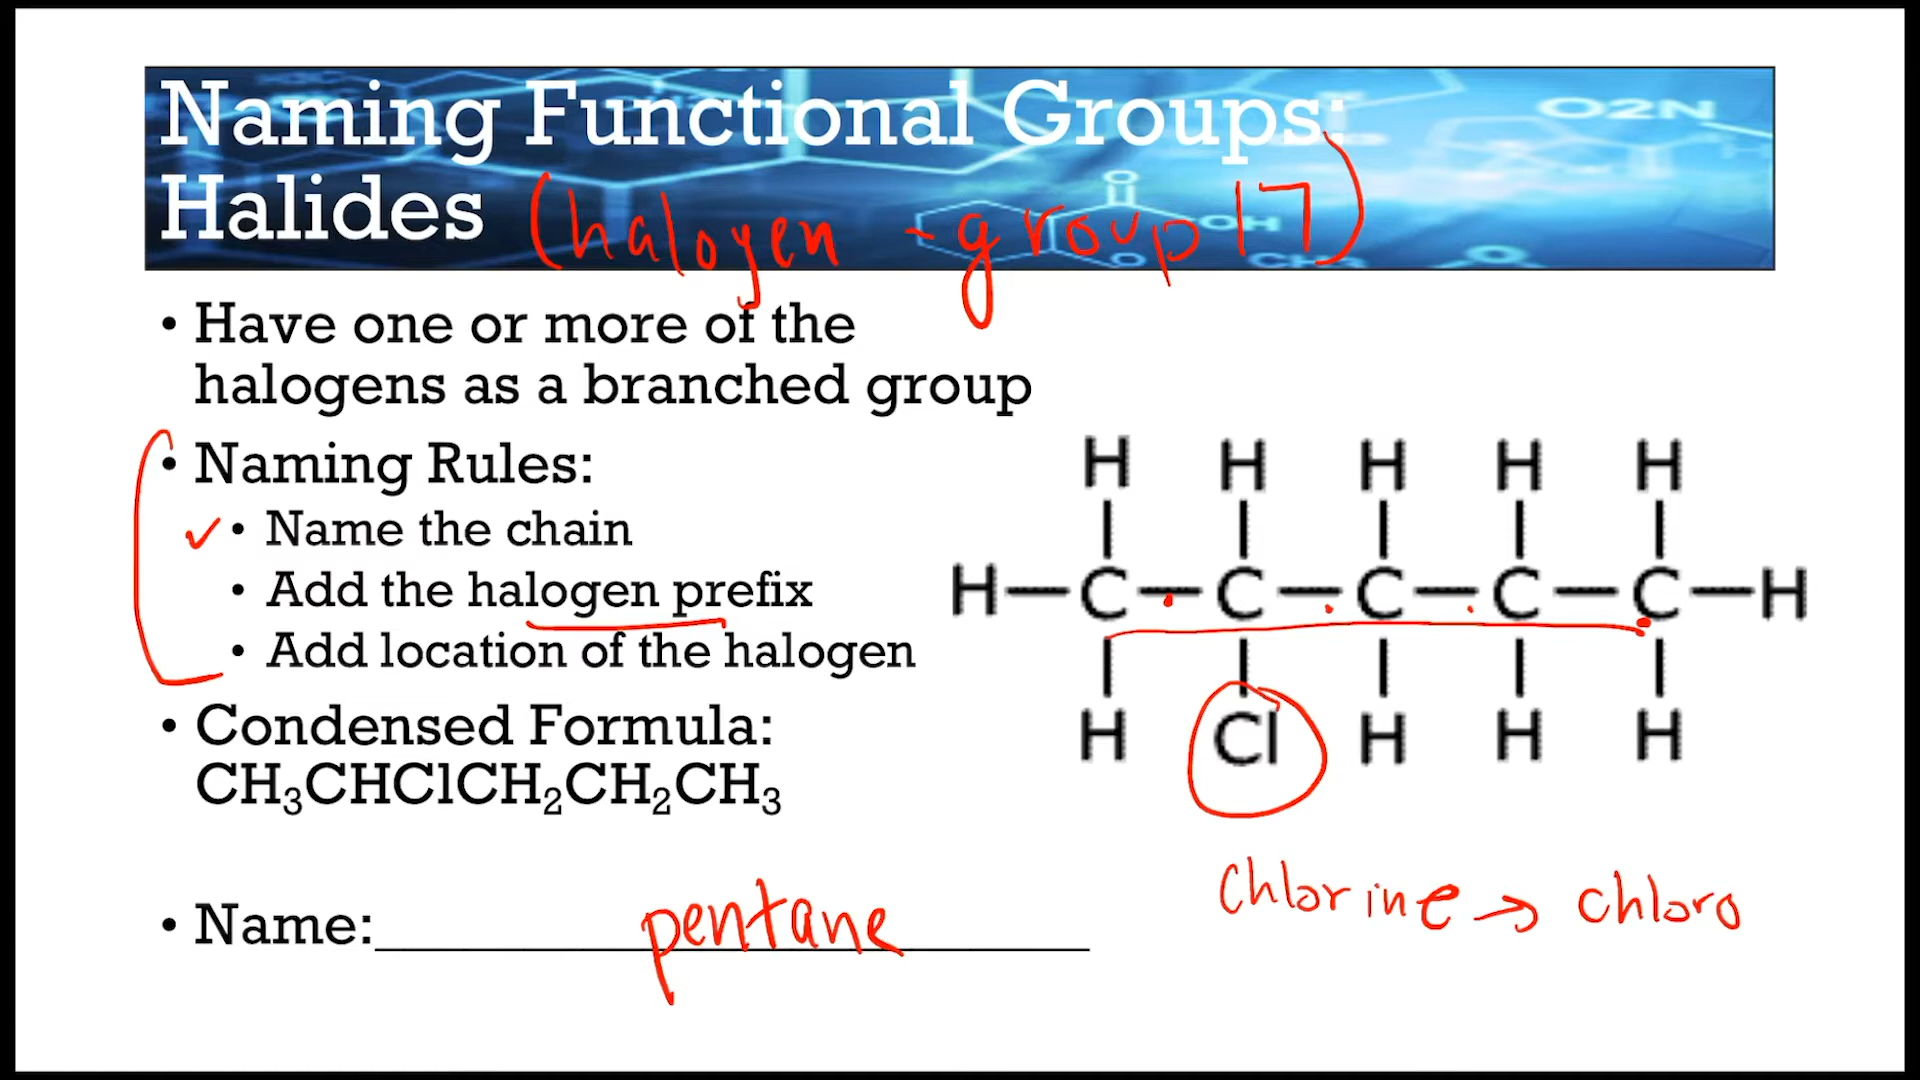 Naming Functional Groups:
Halides (halogen - group 17)
• Have one or more of the
halogens as a branched group
• Naming Rules:
✓ • Name the chain
• Add the halogen prefix
• Add location of the halogen
• Condensed Formula:
CH₃CHClCH₂CH₂CH₃
• Name: pentane
H H H H H
H—C—C—C—C—C—H
H Cl H H H
Chlorine → chloro
O2N
O
OH
O
CH3
O